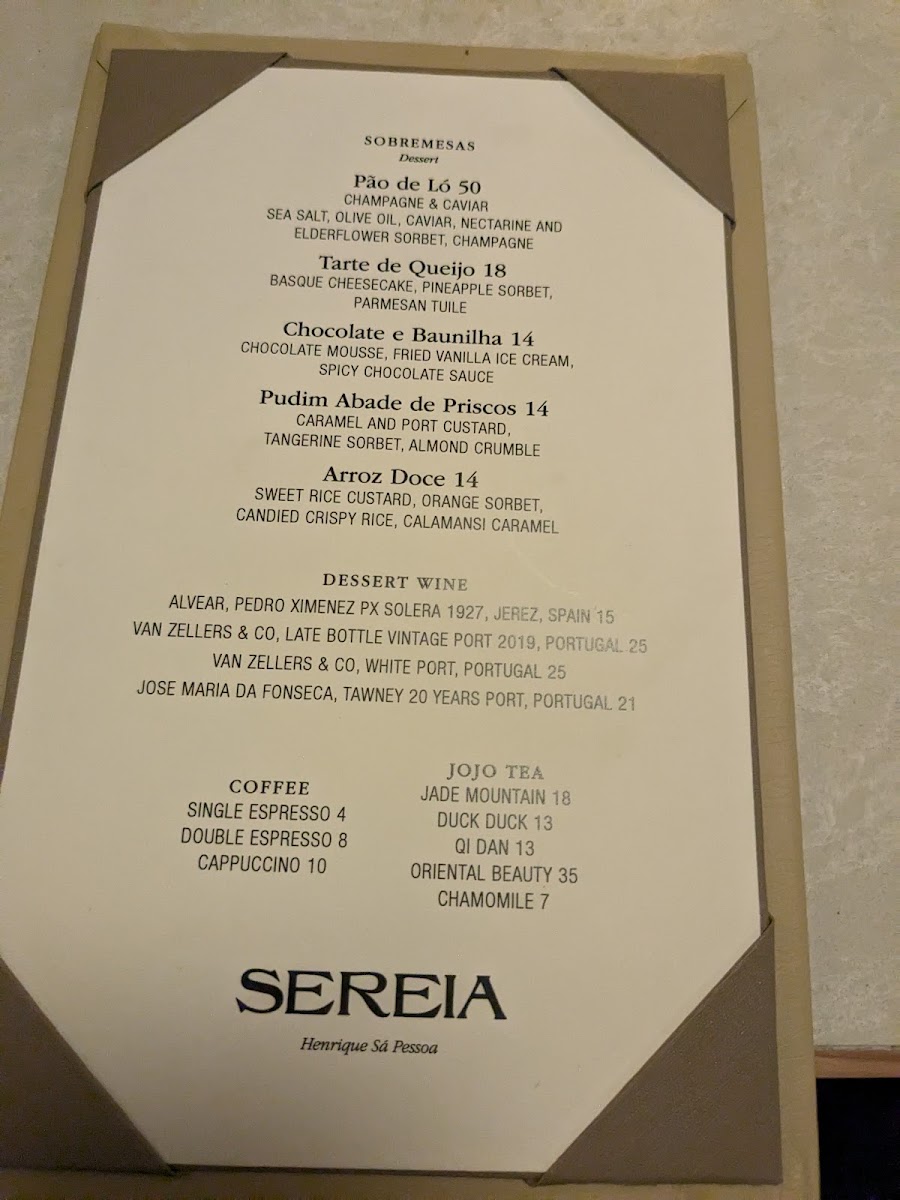 SOBREMESAS
Dessert
Pão de Ló 50
CHAMPAGNE & CAVIAR
SEA SALT, OLIVE OIL, CAVIAR, NECTARINE AND
ELDERFLOWER SORBET, CHAMPAGNE
Tarte de Queijo 18
BASQUE CHEESECAKE, PINEAPPLE SORBET,
PARMESAN TUILE
Chocolate e Baunilha 14
CHOCOLATE MOUSSE, FRIED VANILLA ICE CREAM,
SPICY CHOCOLATE SAUCE
Pudim Abade de Priscos 14
CARAMEL AND PORT CUSTARD,
TANGERINE SORBET, ALMOND CRUMBLE
Arroz Doce 14
SWEET RICE CUSTARD, ORANGE SORBET,
CANDIED CRISPY RICE, CALAMANSI CARAMEL
DESSERT WINE
ALVEAR, PEDRO XIMENEZ PX SOLERA 1927, JEREZ, SPAIN 15
VAN ZELLERS & CO, LATE BOTTLE VINTAGE PORT 2019, PORTUGAL 25
VAN ZELLERS & CO, WHITE PORT, PORTUGAL 25
JOSE MARIA DA FONSECA, TAWNEY 20 YEARS PORT, PORTUGAL 21
COFFEE
SINGLE ESPRESSO 4
DOUBLE ESPRESSO 8
CAPPUCCINO 10
JOJO TEA
JADE MOUNTAIN 18
DUCK DUCK 13
QI DAN 13
ORIENTAL BEAUTY 35
CHAMOMILE 7
SEREIA
Henrique Sá Pessoa